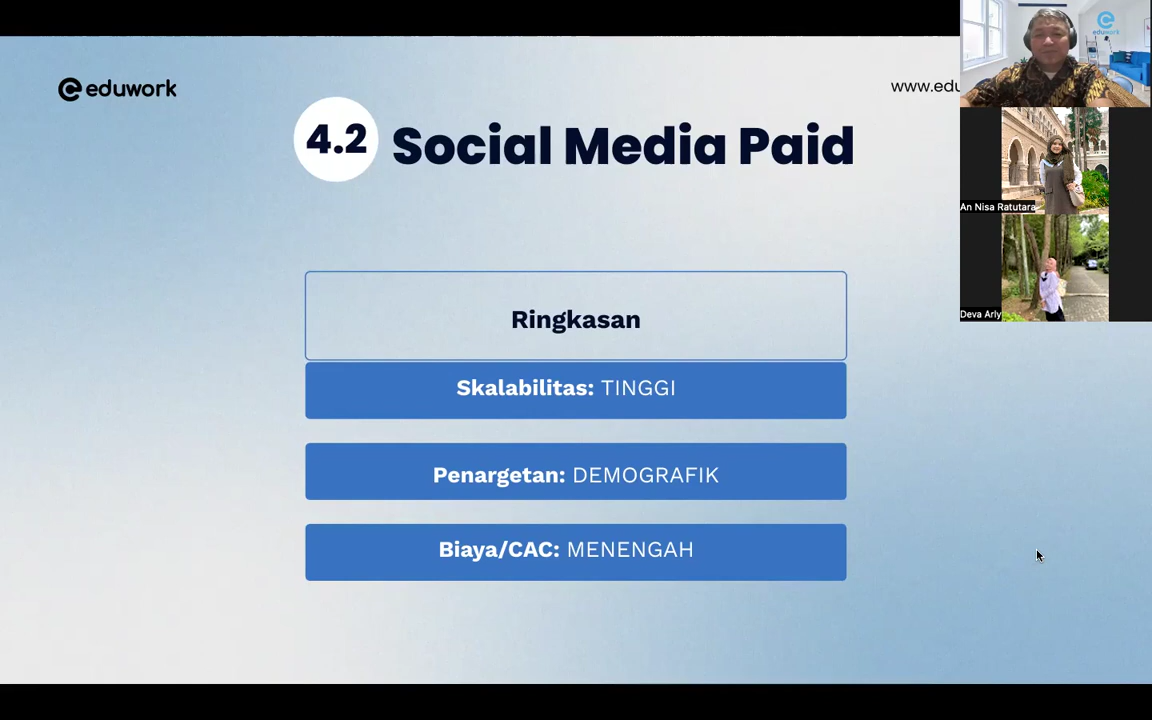 eduwork
www.edu
eduwork
4.2 Social Media Paid
An Nisa Ratutara
Ringkasan
Deva Arly
Skalabilitas: TINGGI
Penargetan: DEMOGRAFIK
Biaya/CAC: MENENGAH